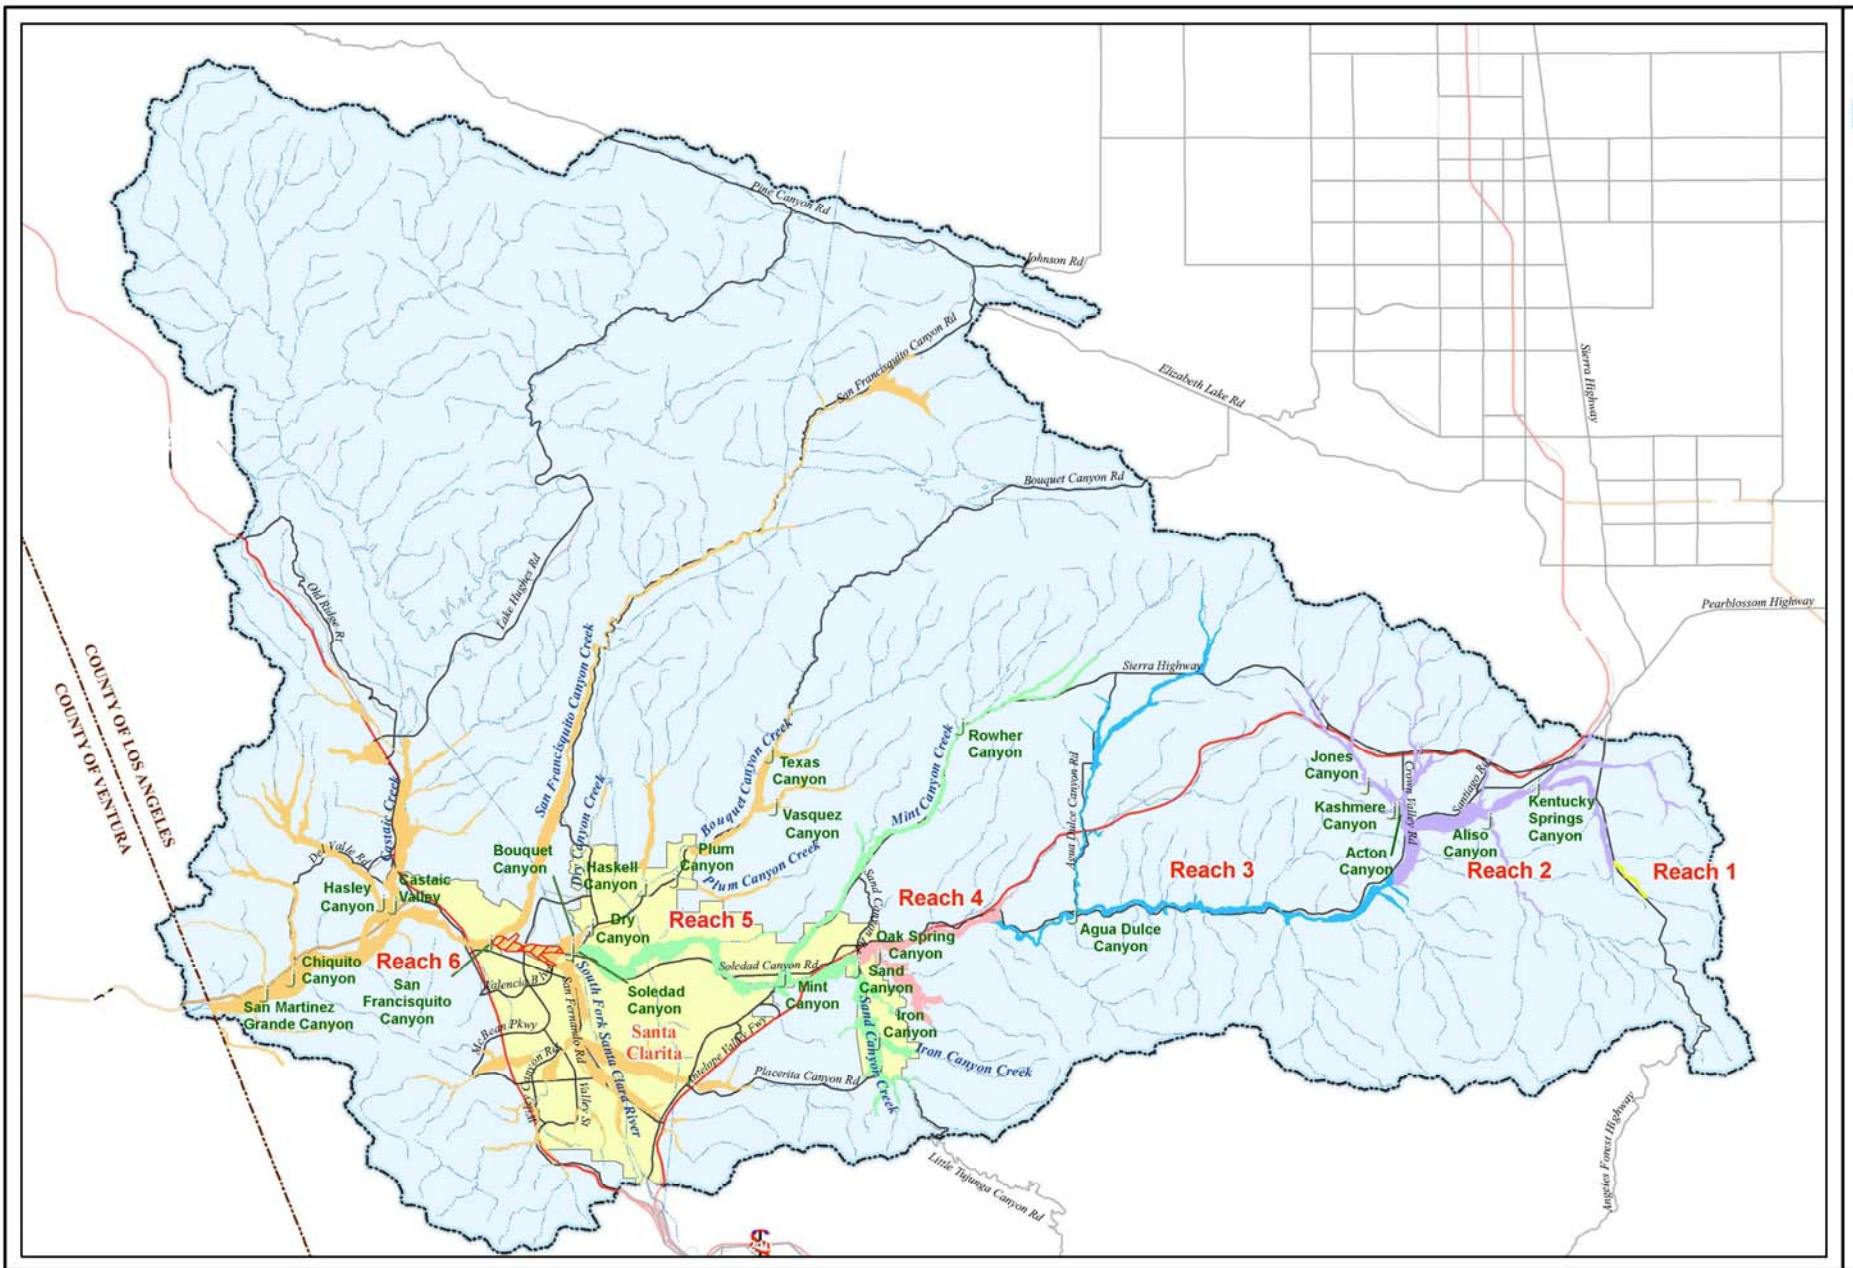 Pine Canyon Rd
Johnson Rd
San Francisquito Canyon Rd
Elizabeth Lake Rd
Sierra Highway
Bouquet Canyon Rd
Pearblossom Highway
Old Ridge Rt
Lake Hughes Rd
COUNTY OF LOS ANGELES
COUNTY OF VENTURA
San Francisquito Canyon Creek
Sierra Highway
Castaic Creek
Dry Canyon Creek
Bouquet Canyon Creek
Texas
Canyon
Vasquez
Canyon
Mint Canyon Creek
Rowher
Canyon
Agua Dulce Canyon Rd
Jones
Canyon
Kashmere
Canyon
Crown Valley Rd
Santiago Rd
Kentucky
Springs
Canyon
Aliso
Canyon
Acton
Canyon
Reach 1
Reach 2
Reach 3
Reach 4
Reach 5
Reach 6
Del Valle Rd
Hasley
Canyon
Castaic
Valley
Bouquet
Canyon
Haskell
Canyon
Plum
Canyon
Plum Canyon Creek
Dry
Canyon
Oak Spring
Canyon
Agua Dulce
Canyon
Chiquito
Canyon
San
Francisquito
Canyon
San Martinez
Grande Canyon
Soledad Canyon Rd
Soledad
Canyon
Mint
Canyon
Sand
Canyon
Iron
Canyon
Iron Canyon Creek
Sand Canyon Creek
Santa
Clarita
South Fork Santa Clara River
San Fernando Rd
McBean Pkwy
Valley St
Placerita Canyon Rd
Little Tujunga Canyon Rd
Angeles Forest Highway